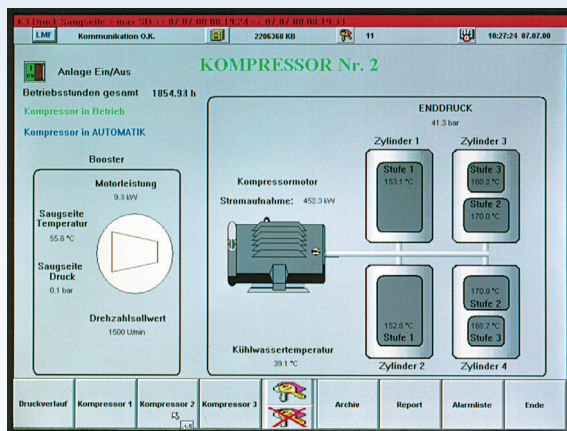 K3 Druck Saugseite > max SD >> 07.07.00 08.19:24 << 07.07.00 08.19:33
LMF Kommunikation O.K. 2206368 KB 11 10:27:24 07.07.00
KOMPRESSOR Nr. 2
Anlage Ein/Aus
Betriebsstunden gesamt 1854.93 h
Kompressor in Betrieb
Kompressor in AUTOMATIK
Booster
Motorleistung
9.3 kW
Saugseite
Temperatur
55.6 °C
Saugseite
Druck
0.1 bar
Drehzahlsollwert
1500 U/min
ENDDRUCK
41.3 bar
Zylinder 1
Zylinder 3
Stufe 1
153.1 °C
Stufe 3
160.2 °C
Stufe 2
170.0 °C
Kompressormotor
Stromaufnahme: 452.3 kW
152.8 °C
Stufe 1
170.9 °C
Stufe 2
168.2 °C
Stufe 3
Kühlwassertemperatur
39.1 °C
Zylinder 2
Zylinder 4
Druckverlauf Kompressor 1 Kompressor 2 Kompressor 3 Archiv Report Alarmliste Ende